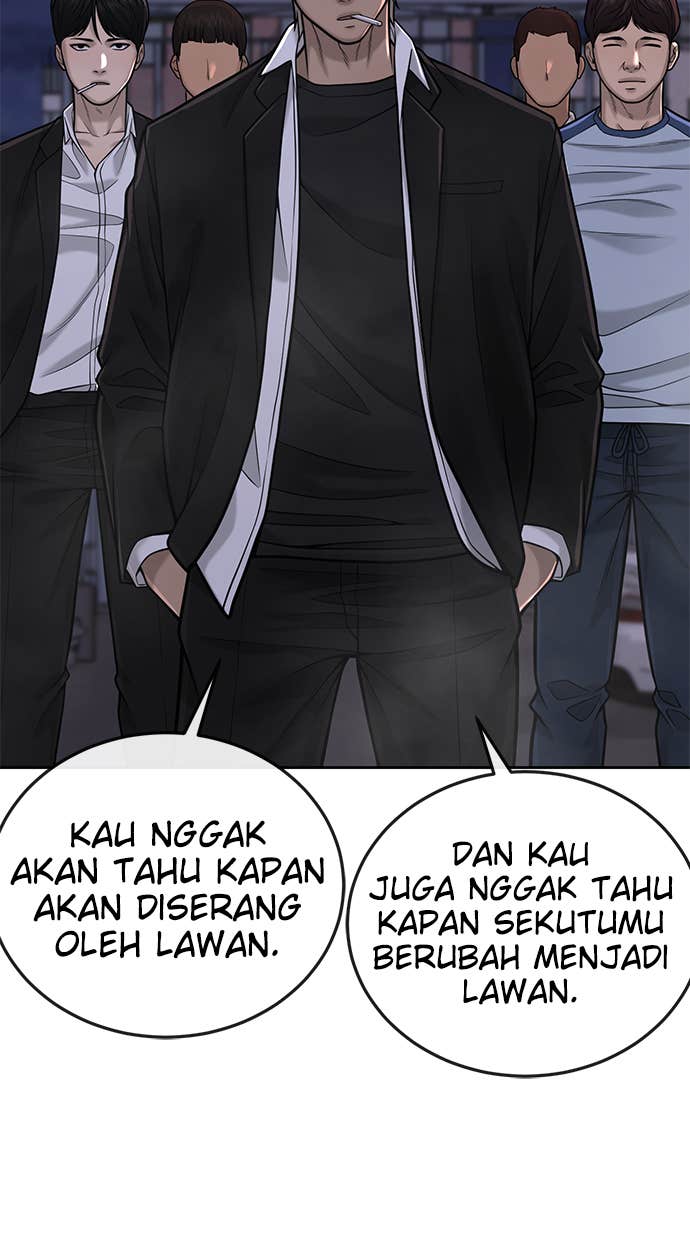 KAU NGGAK
AKAN TAHU KAPAN
AKAN DISERANG
OLEH LAWAN.
DAN KAU
JUGA NGGAK TAHU
KAPAN SEKUTUMU
BERUBAH MENJADI
LAWAN.